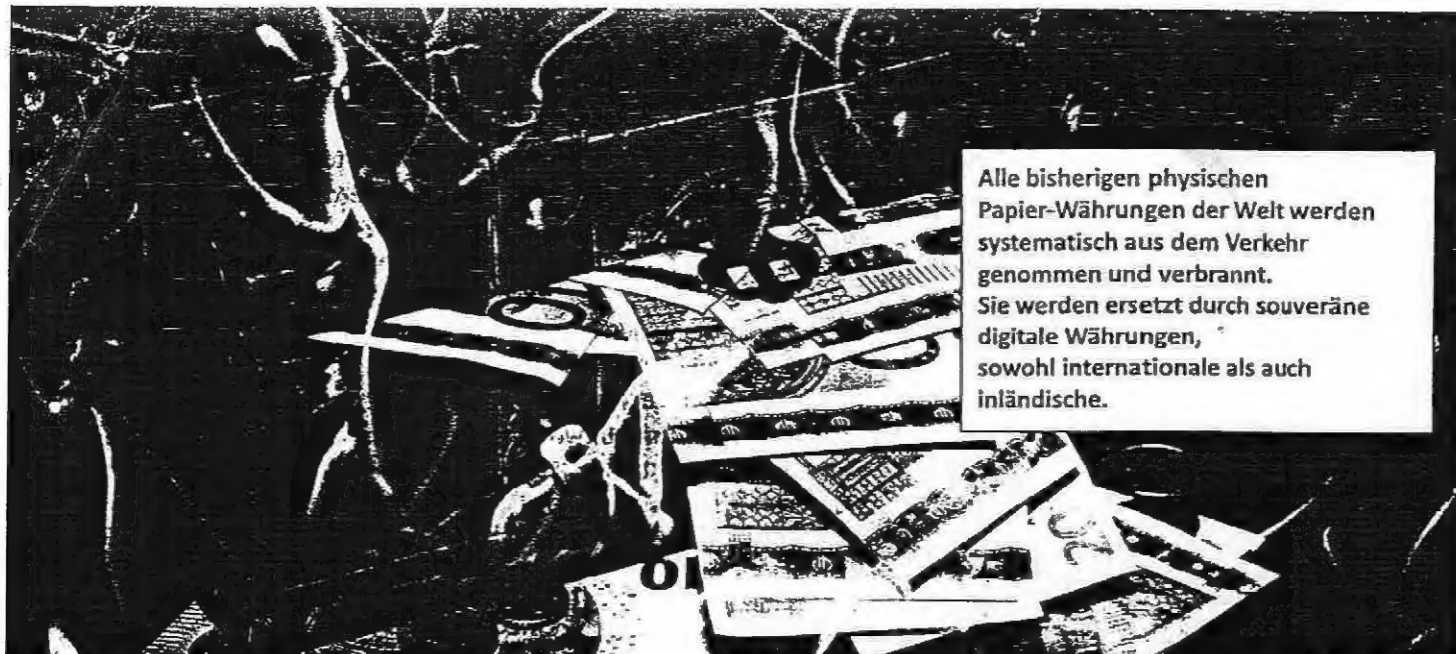 Alle bisherigen physischen
Papier-Währungen der Welt werden
systematisch aus dem Verkehr
genommen und verbrannt.
Sie werden ersetzt durch souveräne
digitale Währungen,
sowohl internationale als auch
inländische.